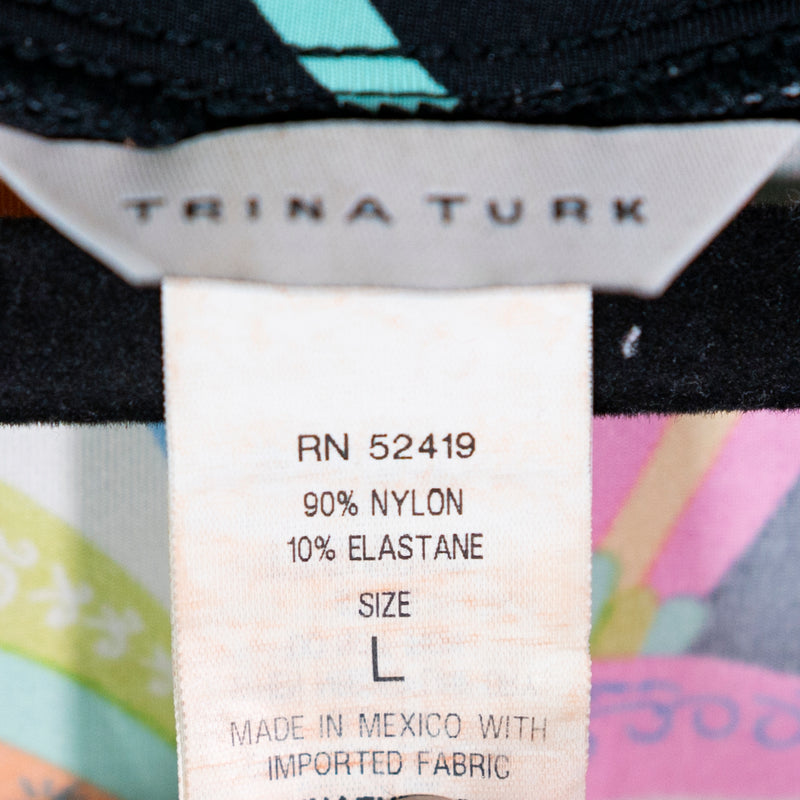 TRINA TURK
RN 52419
90% NYLON
10% ELASTANE
SIZE
L
MADE IN MEXICO WITH
IMPORTED FABRIC